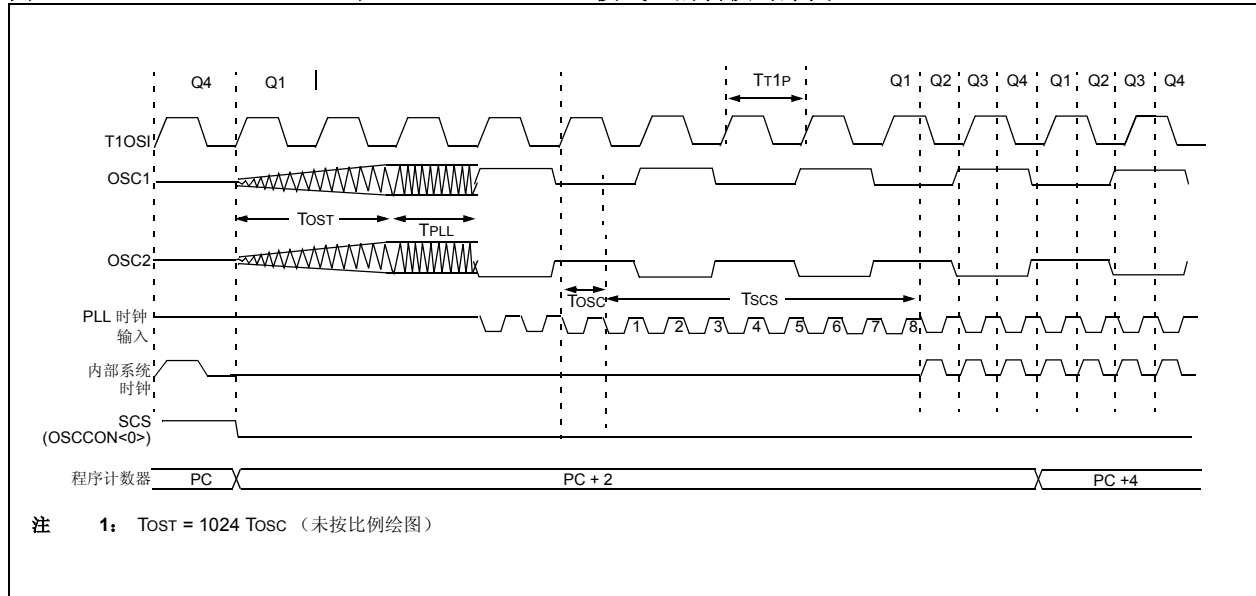 Q4 Q1 TT1P Q1 Q2 Q3 Q4 Q1 Q2 Q3 Q4
T1OSI
OSC1
TOST TPLL
OSC2
TOSC TSCS
PLL 时钟
输入
1 2 3 4 5 6 7 8
内部系统
时钟
SCS
(OSCCON<0>)
程序计数器 PC PC + 2 PC +4
注 1: TOST = 1024 TOSC （未按比例绘图）